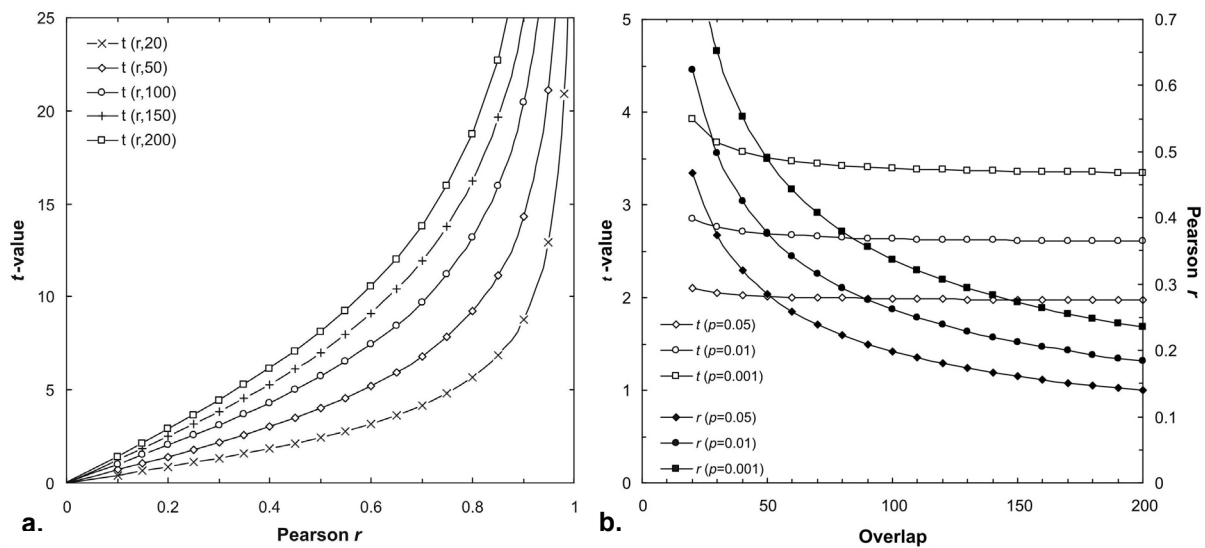 25
20
15
10
5
0
t-value
t (r,20)
t (r,50)
t (r,100)
t (r,150)
t (r,200)
0
0.2
0.4
0.6
0.8
1
Pearson r
a.
5
4
3
2
1
0
t -value
t (p=0.05)
t (p=0.01)
t (p=0.001)
r (p=0.05)
r (p=0.01)
r (p=0.001)
0.7
0.6
0.5
0.4
0.3
0.2
0.1
0
Pearson r
0
50
100
150
200
Overlap
b.